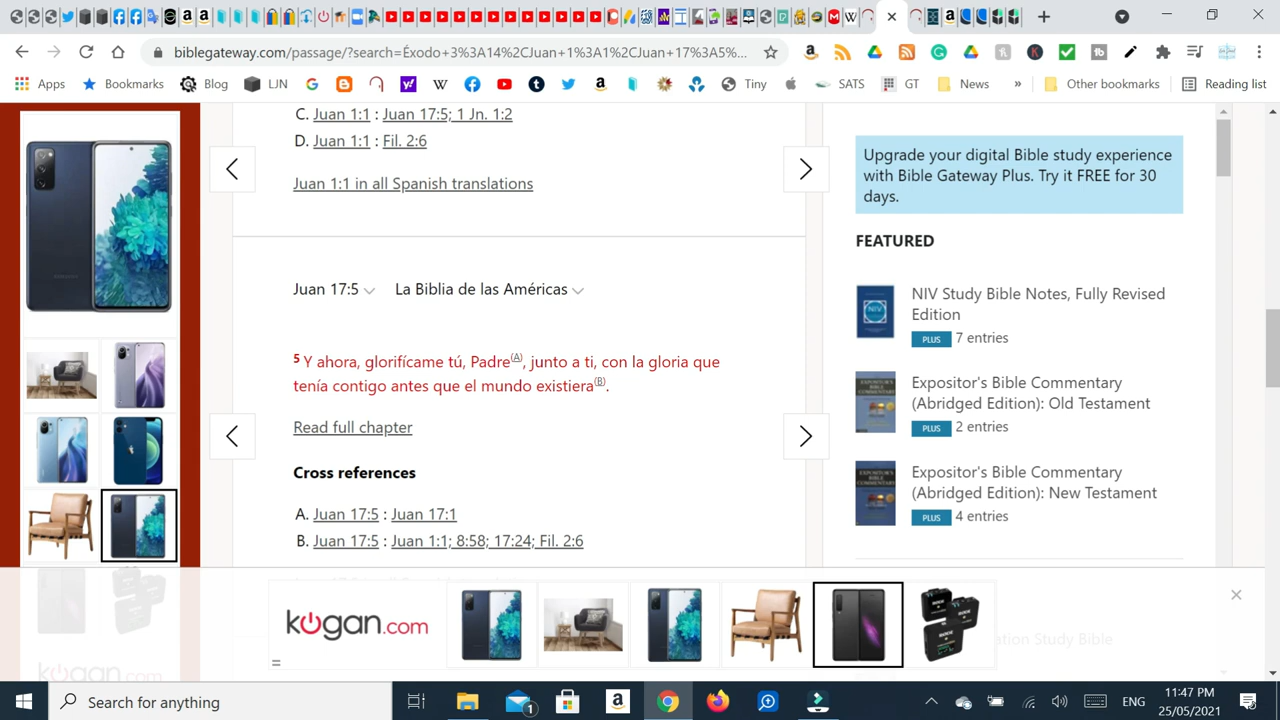 biblegateway.com/passage/?search=Éxodo+3%3A14%2CJuan+1%3A1%2CJuan+17%3A5%...
Apps
Bookmarks
Blog
LJN
Tiny
SATS
GT
News
»
Other bookmarks
Reading list
C. Juan 1:1 : Juan 17:5; 1 Jn. 1:2
D. Juan 1:1 : Fil. 2:6
Juan 1:1 in all Spanish translations
Juan 17:5 La Biblia de las Américas
5 Y ahora, glorifícame tú, Padre(A), junto a ti, con la gloria que
tenía contigo antes que el mundo existiera(B).
Read full chapter
Cross references
A. Juan 17:5 : Juan 17:1
B. Juan 17:5 : Juan 1:1; 8:58; 17:24; Fil. 2:6
Upgrade your digital Bible study experience
with Bible Gateway Plus. Try it FREE for 30
days.
FEATURED
NIV Study Bible Notes, Fully Revised
Edition
PLUS 7 entries
Expositor's Bible Commentary
(Abridged Edition): Old Testament
PLUS 2 entries
Expositor's Bible Commentary
(Abridged Edition): New Testament
PLUS 4 entries
kogan.com
Study Bible
kogan.com
Search for anything
1
ENG
11:47 PM
25/05/2021